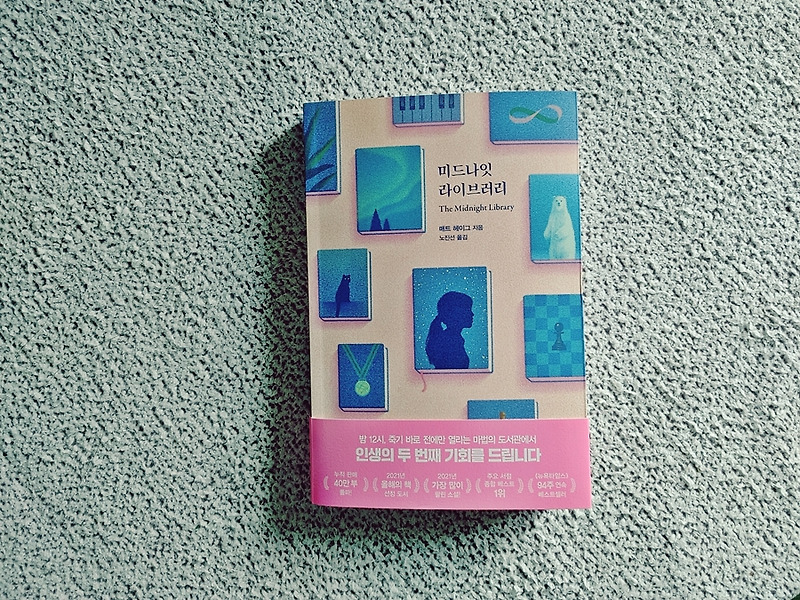 미드나잇
라이브러리
The Midnight Library
매트 헤이그 지음
노진선 옮김
밤 12시, 죽기 바로 전에만 열리는 마법의 도서관에서
인생의 두 번째 기회를 드립니다
누적 판매
40만 부
돌파!
2021년
올해의 책
선정 도서
2021년
가장 많이
팔린 소설!
주요 서점
종합 베스트
1위
<뉴욕타임스>
94주 연속
베스트셀러